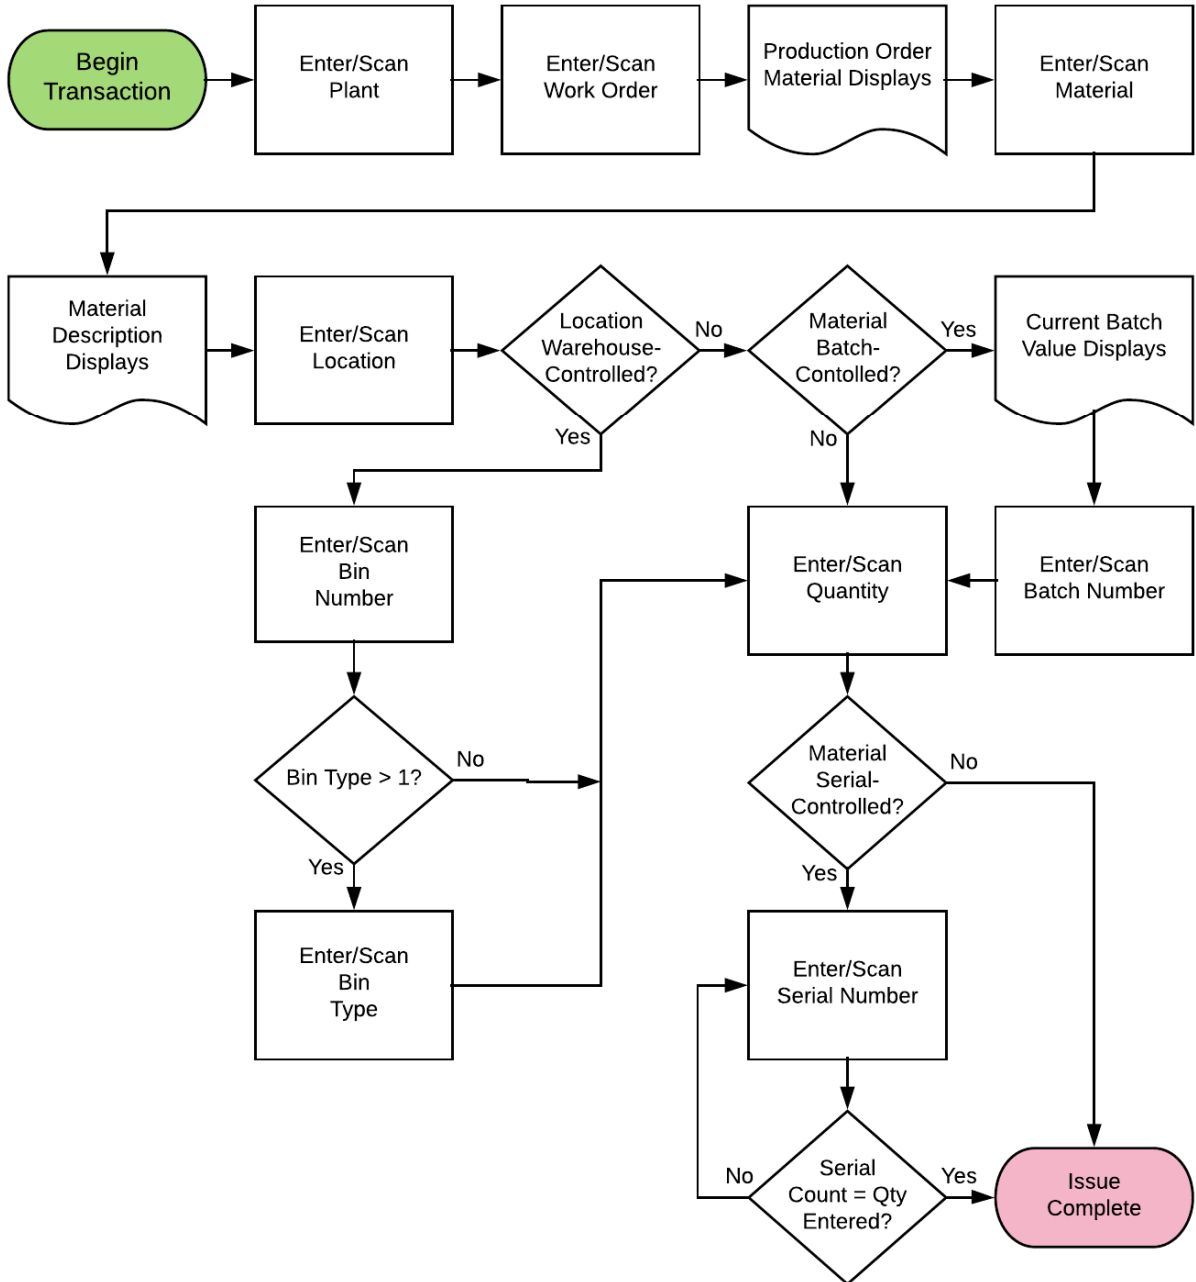 Begin
Transaction
Enter/Scan
Plant
Enter/Scan
Work Order
Production Order
Material Displays
Enter/Scan
Material
Material
Description
Displays
Enter/Scan
Location
Location
Warehouse-
Controlled?
No
Yes
Material
Batch-
Contolled?
Yes
No
Current Batch
Value Displays
Enter/Scan
Bin
Number
Enter/Scan
Quantity
Enter/Scan
Batch Number
Bin Type > 1?
No
Yes
Material
Serial-
Controlled?
No
Yes
Enter/Scan
Bin
Type
Enter/Scan
Serial Number
Serial
Count = Qty
Entered?
No
Yes
Issue
Complete